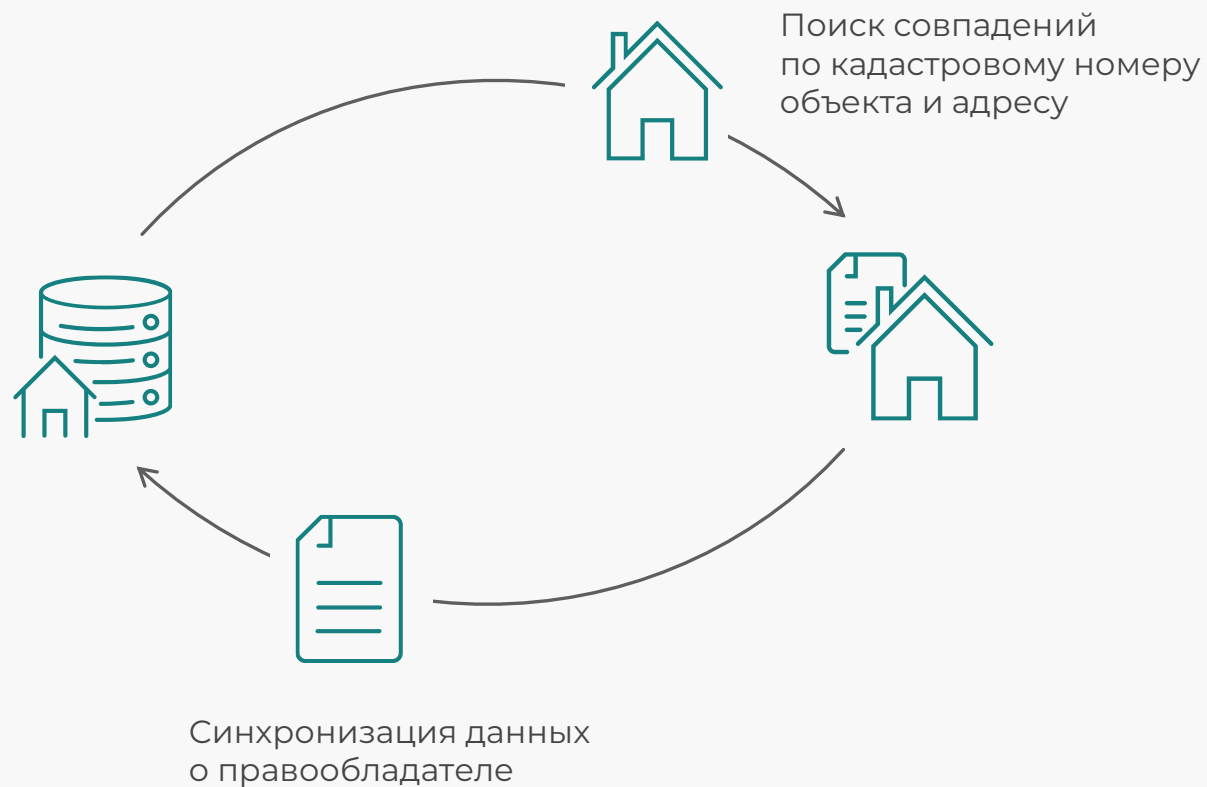 Поиск совпадений
по кадастровому номеру
объекта и адресу
Синхронизация данных
о правообладателе